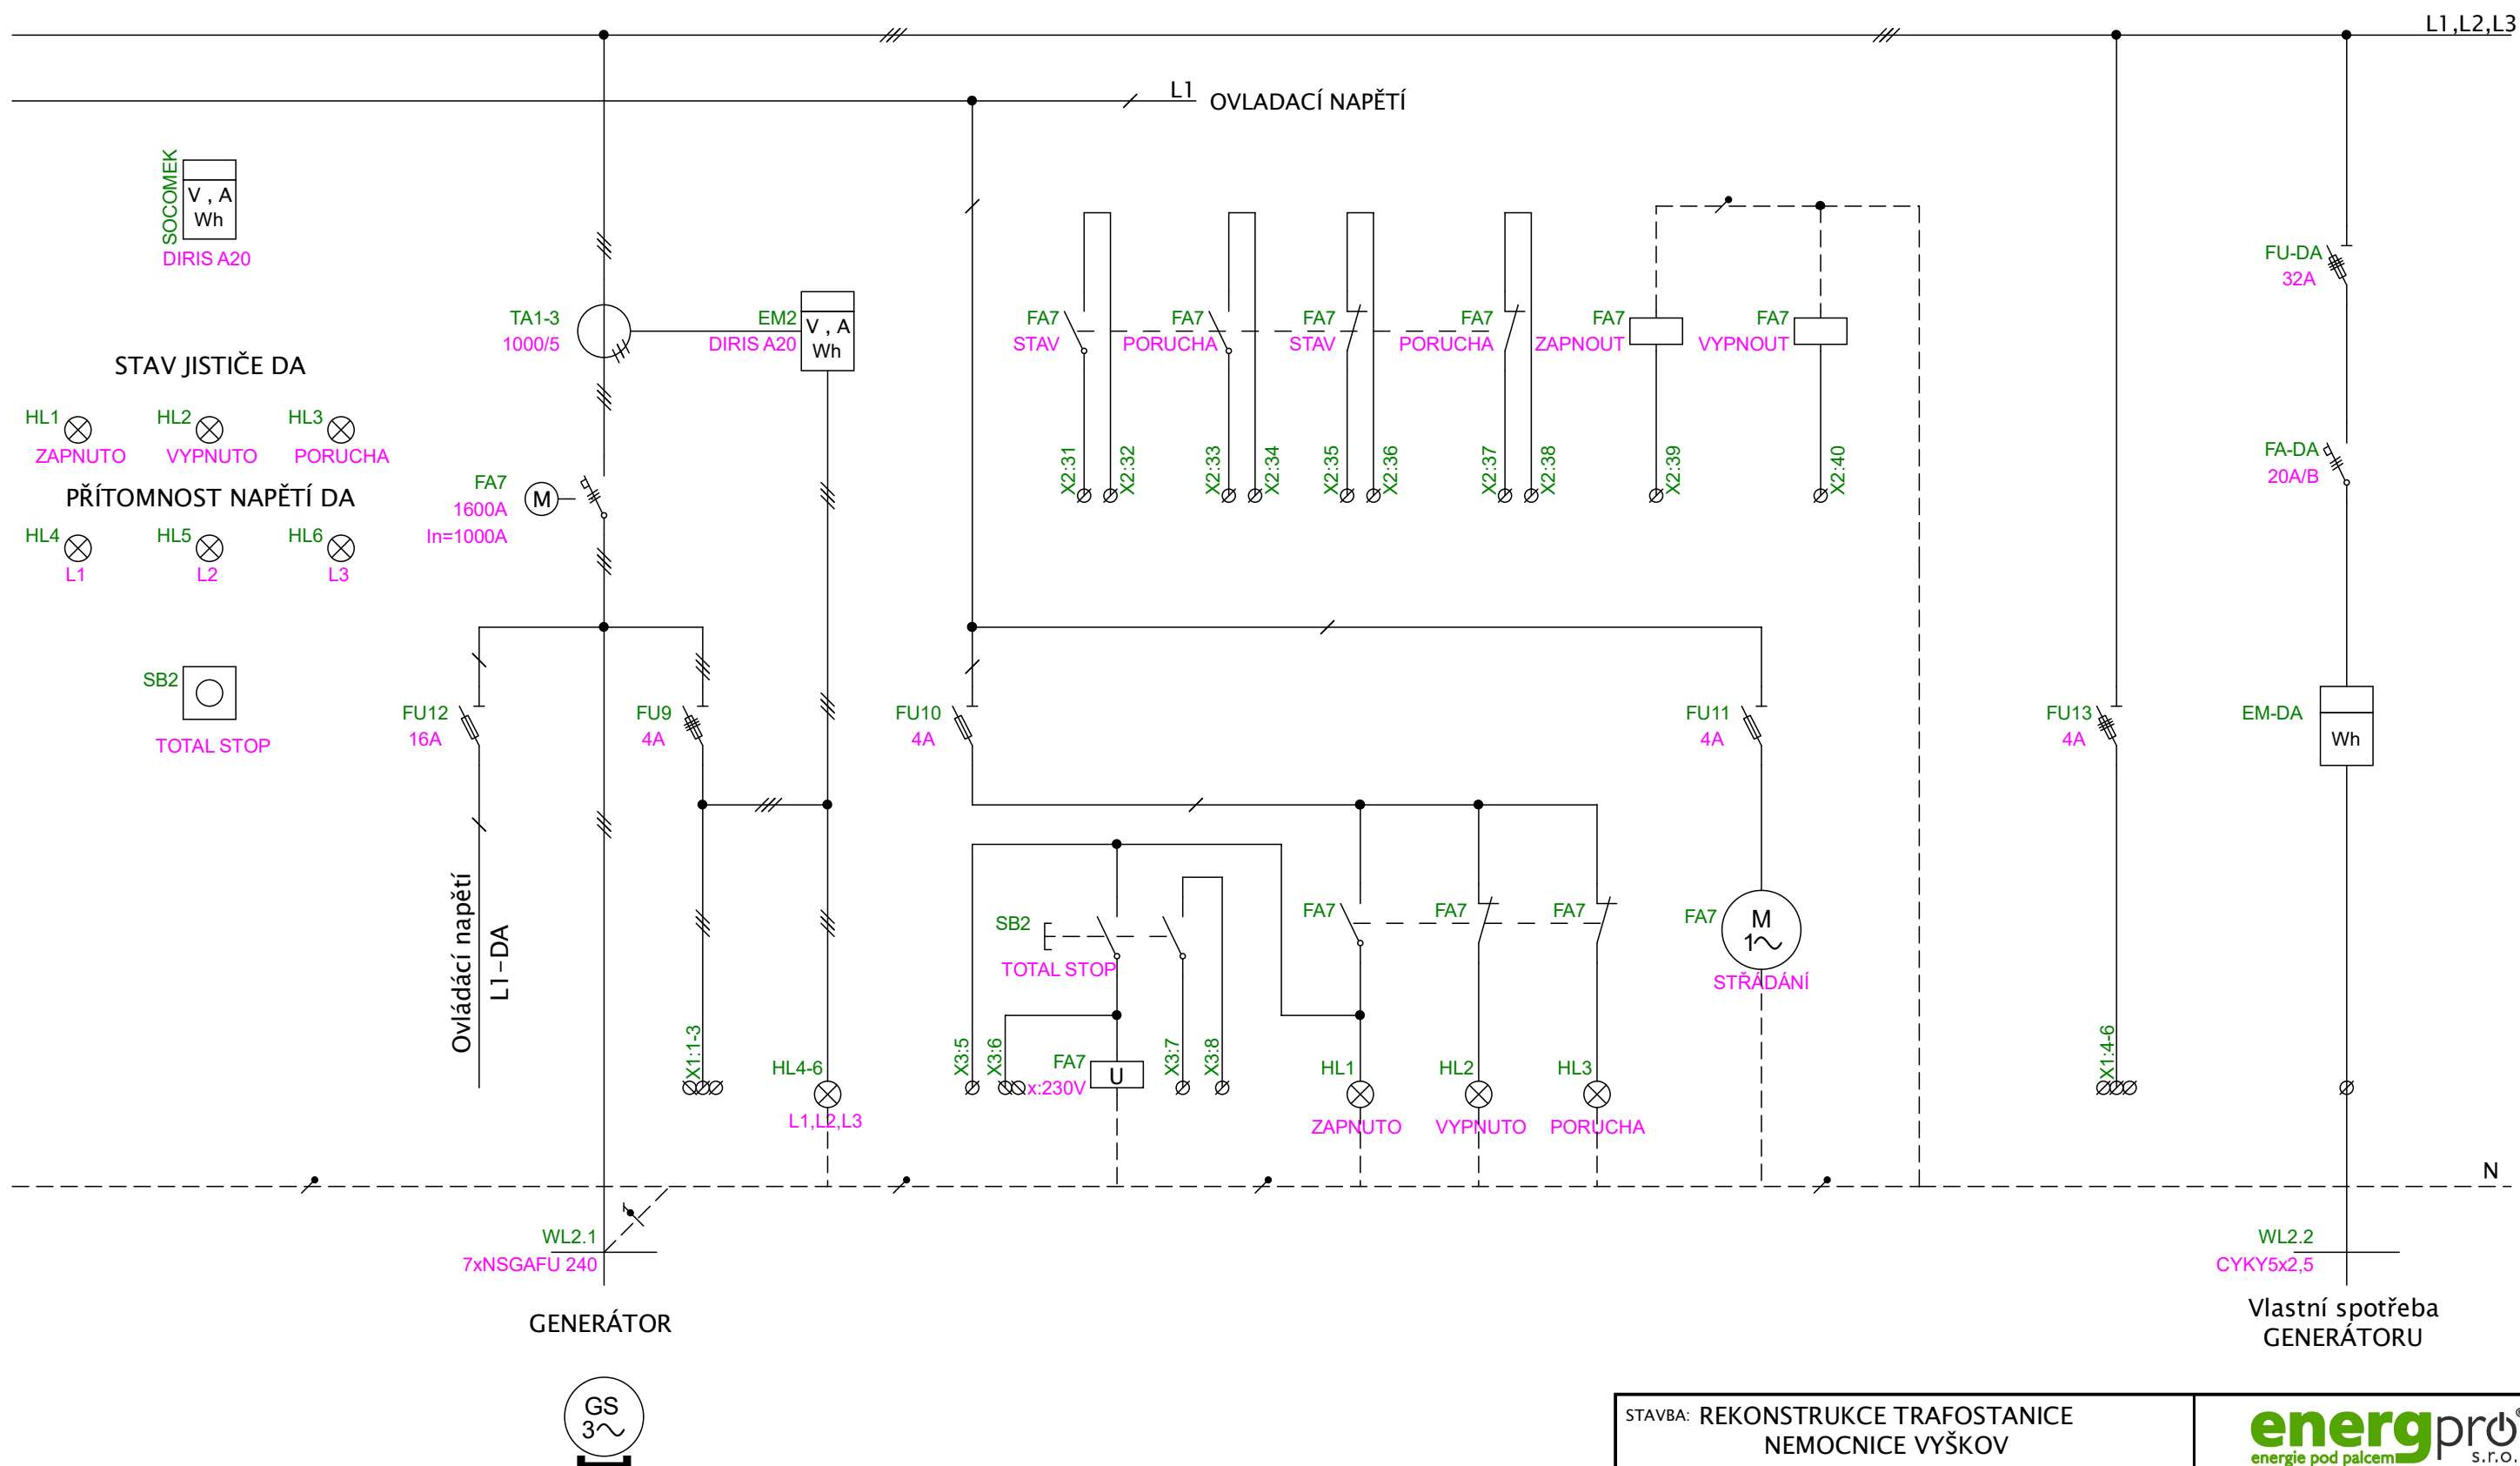 L1,L2,L3
L1
OVLADACÍ NAPĚTÍ
SOCOMEK
V , A
Wh
DIRIS A20
STAV JISTIČE DA
HL1
ZAPNUTO
HL2
VYPNUTO
HL3
PORUCHA
PŘÍTOMNOST NAPĚTÍ DA
HL4
L1
HL5
L2
HL6
L3
SB2
TOTAL STOP
TA1-3
1000/5
EM2
DIRIS A20
V , A
Wh
FA7
1600A
In=1000A
M
FU12
16A
FU9
4A
Ovládácí napětí
L1-DA
X1:1-3
HL4-6
L1,L2,L3
FA7
STAV
FA7
PORUCHA
FA7
STAV
FA7
PORUCHA
FA7
ZAPNOUT
FA7
VYPNOUT
X2:31
X2:32
X2:33
X2:34
X2:35
X2:36
X2:37
X2:38
X2:39
X2:40
FU10
4A
FU11
4A
SB2
TOTAL STOP
X3:5
X3:6
FA7
x:230V
U
X3:7
X3:8
FA7
FA7
FA7
HL1
ZAPNUTO
HL2
VYPNUTO
HL3
PORUCHA
FA7
M
1
STŘÁDÁNÍ
FU13
4A
X1:4-6
FU-DA
32A
FA-DA
20A/B
EM-DA
Wh
N
WL2.1
7xNSGAFU 240
WL2.2
CYKY5x2,5
GENERÁTOR
Vlastní spotřeba
GENERÁTORU
GS
3
STAVBA: REKONSTRUKCE TRAFOSTANICE
NEMOCNICE VYŠKOV
energpro®
s.r.o.
energie pod palcem